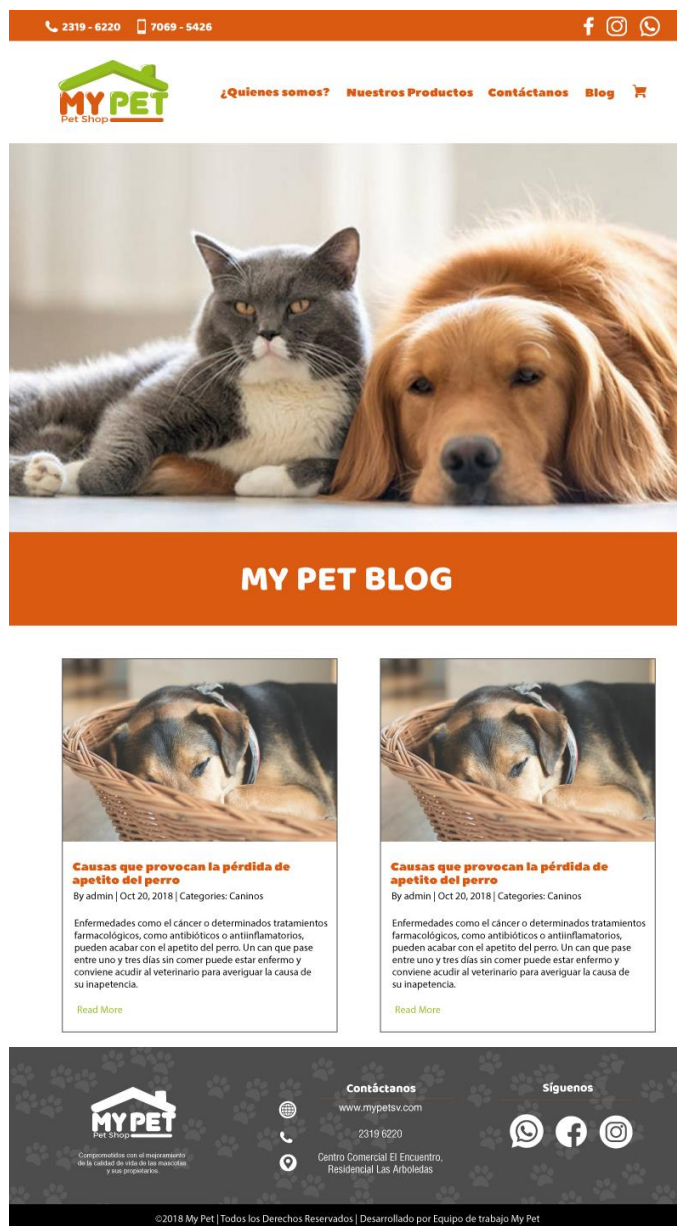 2319 - 6220 7069 - 5426
MY PET
Pet Shop
¿Quienes somos? Nuestros Productos Contáctanos Blog
MY PET BLOG
Causas que provocan la pérdida de
apetito del perro
By admin | Oct 20, 2018 | Categories: Caninos
Enfermedades como el cáncer o determinados tratamientos
farmacológicos, como antibióticos o antiinflamatorios,
pueden acabar con el apetito del perro. Un can que pase
entre uno y tres días sin comer puede estar enfermo y
conviene acudir al veterinario para averiguar la causa de
su inapetencia.
Read More
Causas que provocan la pérdida de
apetito del perro
By admin | Oct 20, 2018 | Categories: Caninos
Enfermedades como el cáncer o determinados tratamientos
farmacológicos, como antibióticos o antiinflamatorios,
pueden acabar con el apetito del perro. Un can que pase
entre uno y tres días sin comer puede estar enfermo y
conviene acudir al veterinario para averiguar la causa de
su inapetencia.
Read More
MY PET
Pet Shop
Comprometidos con el mejoramiento
de la calidad de vida de las mascotas
y sus propietarios.
Contáctanos
www.mypetsv.com
2319 6220
Centro Comercial El Encuentro,
Residencial Las Arboledas
Síguenos
©2018 My Pet | Todos los Derechos Reservados | Desarrollado por Equipo de trabajo My Pet